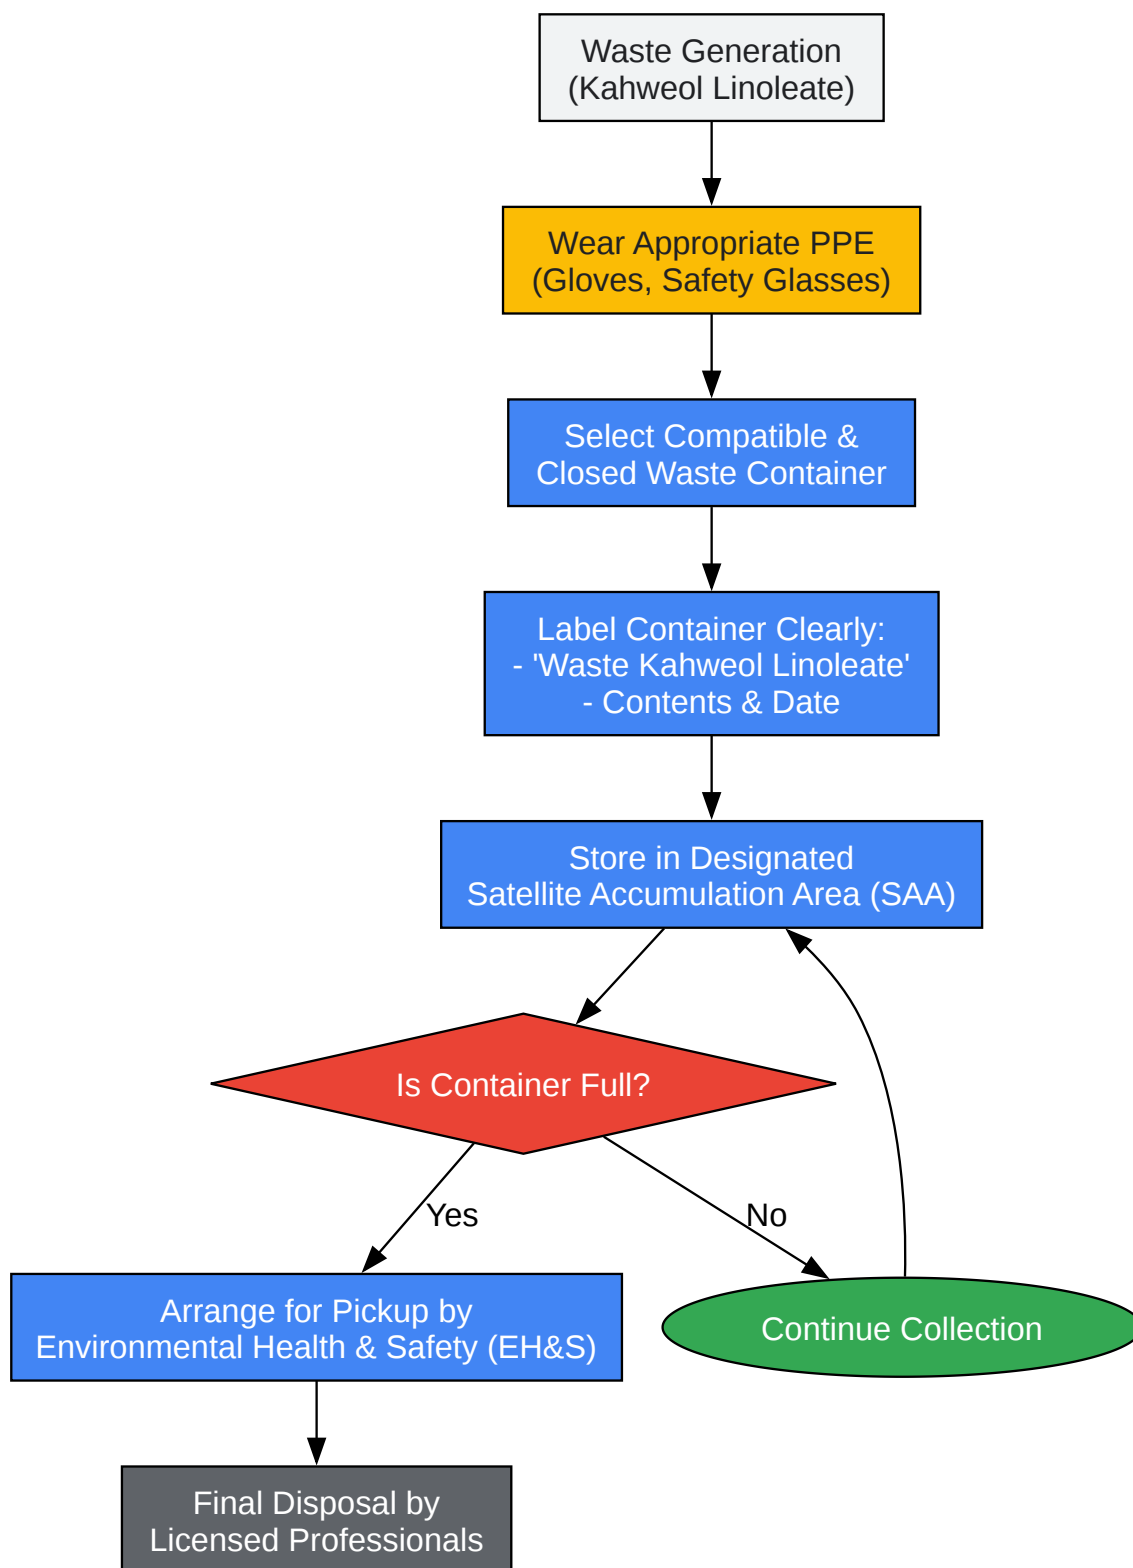 Waste Generation
(Kahweol Linoleate)
Wear Appropriate PPE
(Gloves, Safety Glasses)
Select Compatible &
Closed Waste Container
Label Container Clearly:
- 'Waste Kahweol Linoleate'
- Contents & Date
Store in Designated
Satellite Accumulation Area (SAA)
Is Container Full?
Yes
No
Arrange for Pickup by
Environmental Health & Safety (EH&S)
Continue Collection
Final Disposal by
Licensed Professionals